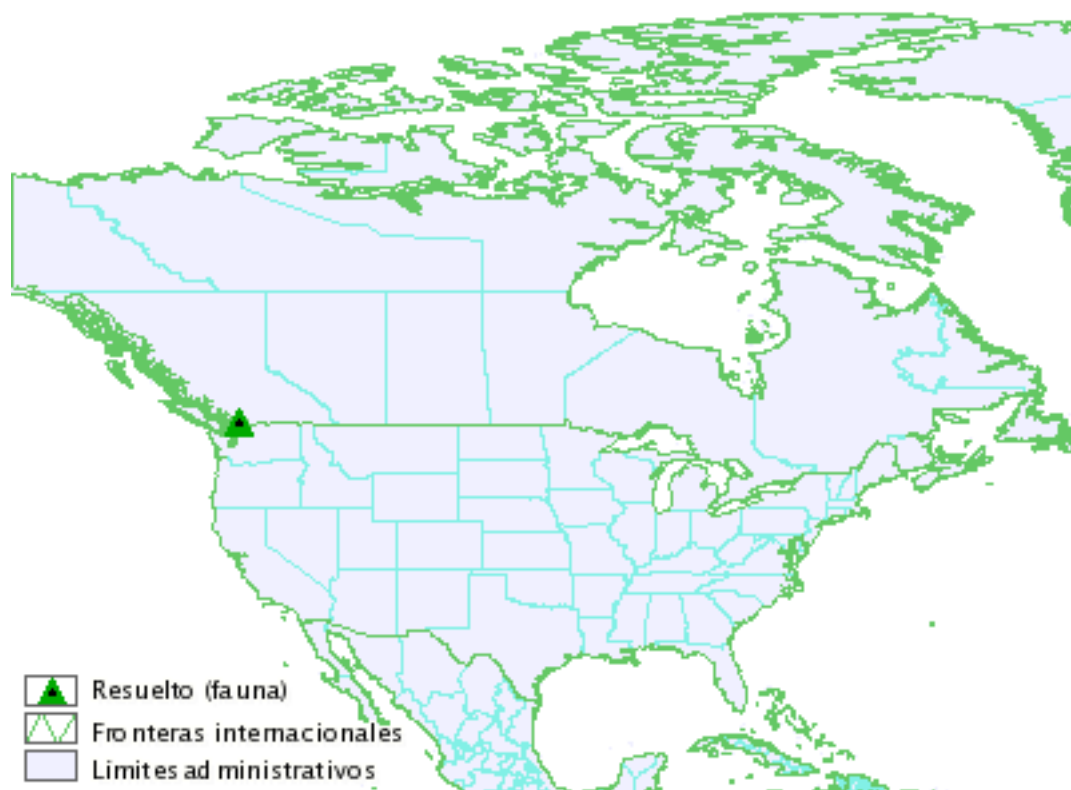 Resuelto (fauna)
Fronteras internacionales
Limites administrativos